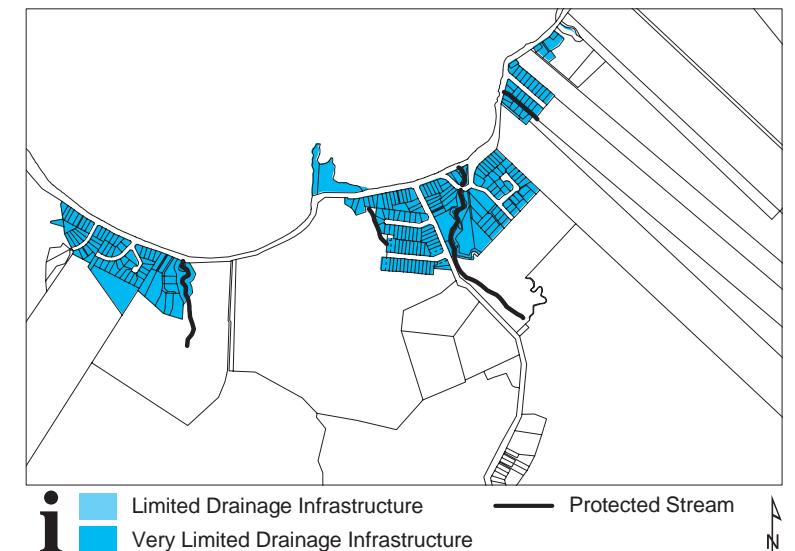 i
Limited Drainage Infrastructure
Protected Stream
Very Limited Drainage Infrastructure
N